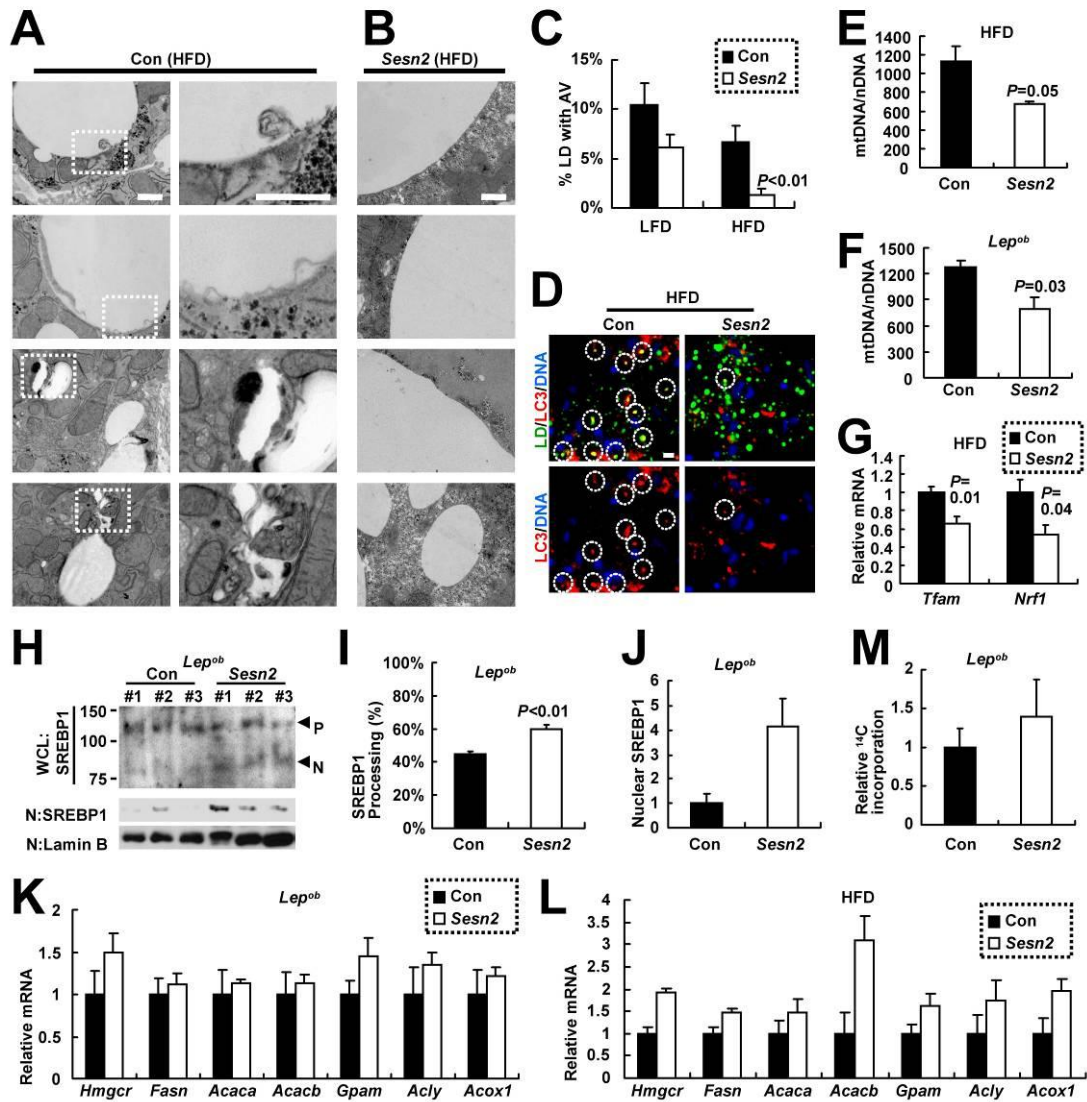 A
Con (HFD)
B
Sesn2 (HFD)
C
Con
Sesn2
15%
10%
5%
0%
% LD with AV
P<0.01
LFD
HFD
D
HFD
Con
Sesn2
LD/LC3/DNA
LC3/DNA
E
HFD
mtDNA/nDNA
1400
1200
1000
800
600
400
200
0
P=0.05
Con
Sesn2
F
Lepob
mtDNA/nDNA
1500
1200
900
600
300
0
P=0.03
Con
Sesn2
G
HFD
Con
Sesn2
Relative mRNA
1.4
1.2
1
0.8
0.6
0.4
0.2
0
P=
0.01
P=
0.04
Tfam
Nrf1
H
Lepob
Con
Sesn2
#1 #2 #3 #1 #2 #3
WCL:
SREBP1
150
100
75
P
N
N:SREBP1
N:Lamin B
I
Lepob
SREBP1
Processing (%)
100%
80%
60%
40%
20%
0%
P<0.01
Con
Sesn2
J
Lepob
Nuclear SREBP1
6
5
4
3
2
1
0
Con
Sesn2
M
Lepob
Relative 14C
incorporation
2
1.5
1
0.5
0
Con
Sesn2
K
Lepob
Con
Sesn2
Relative mRNA
2
1.5
1
0.5
0
Hmgcr Fasn Acaca Acacb Gpam Acly Acox1
L
HFD
Con
Sesn2
Relative mRNA
4
3.5
3
2.5
2
1.5
1
0.5
0
Hmgcr Fasn Acaca Acacb Gpam Acly Acox1